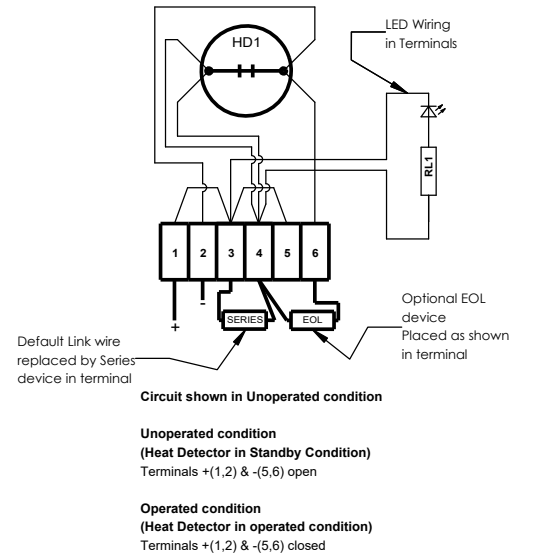 HD1
LED Wiring
in Terminals
RL1
1 2 3 4 5 6
+
-
SERIES
EOL
Default Link wire
replaced by Series
device in terminal
Optional EOL
device
Placed as shown
in terminal
Circuit shown in Unoperated condition
Unoperated condition
(Heat Detector in Standby Condition)
Terminals +(1,2) & -(5,6) open
Operated condition
(Heat Detector in operated condition)
Terminals +(1,2) & -(5,6) closed